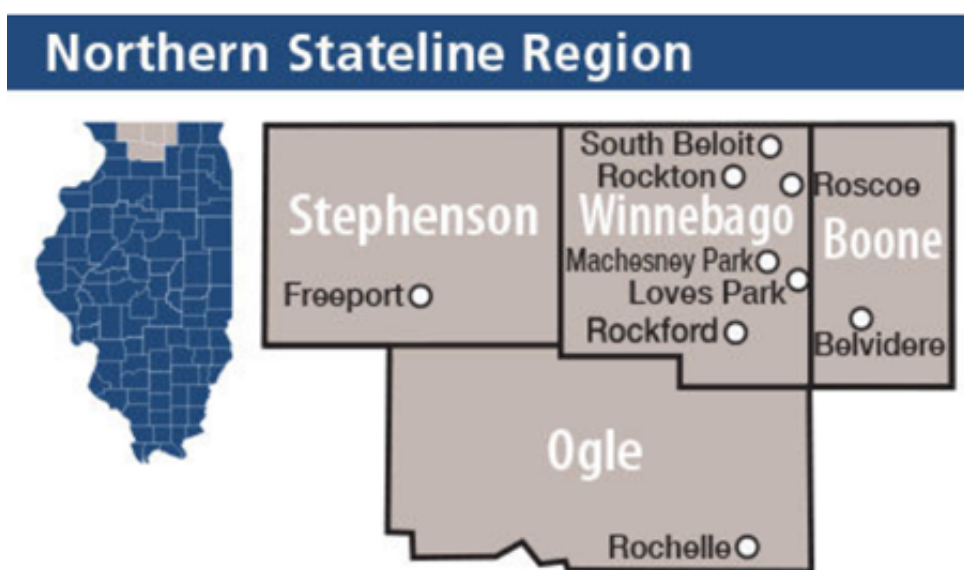 Northern Stateline Region
South Beloit
Rockton
Roscoe
Stephenson
Winnebago
Boone
Machesney Park
Freeport
Loves Park
Rockford
Belvidere
Ogle
Rochelle